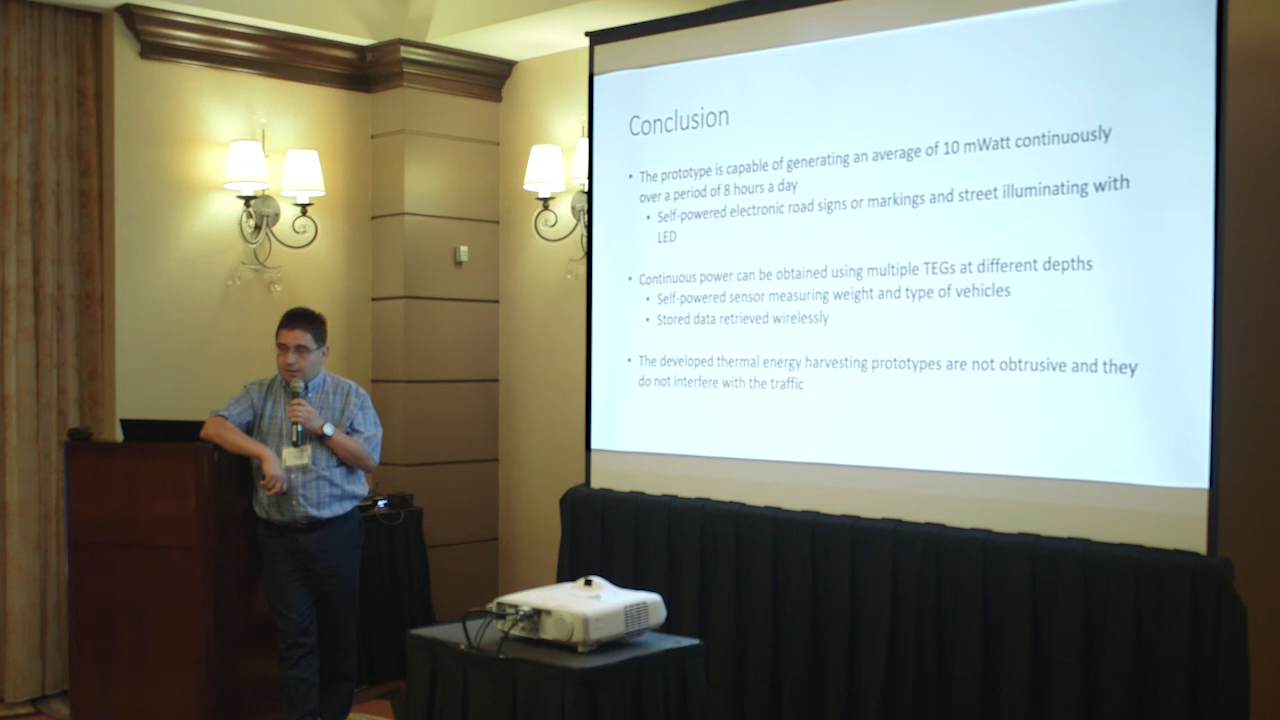 Conclusion
• The prototype is capable of generating an average of 10 mWatt continuously
over a period of 8 hours a day
• Self-powered electronic road signs or markings and street illuminating with
LED
• Continuous power can be obtained using multiple TEGs at different depths
• Self-powered sensor measuring weight and type of vehicles
• Stored data retrieved wirelessly
• The developed thermal energy harvesting prototypes are not obtrusive and they
do not interfere with the traffic